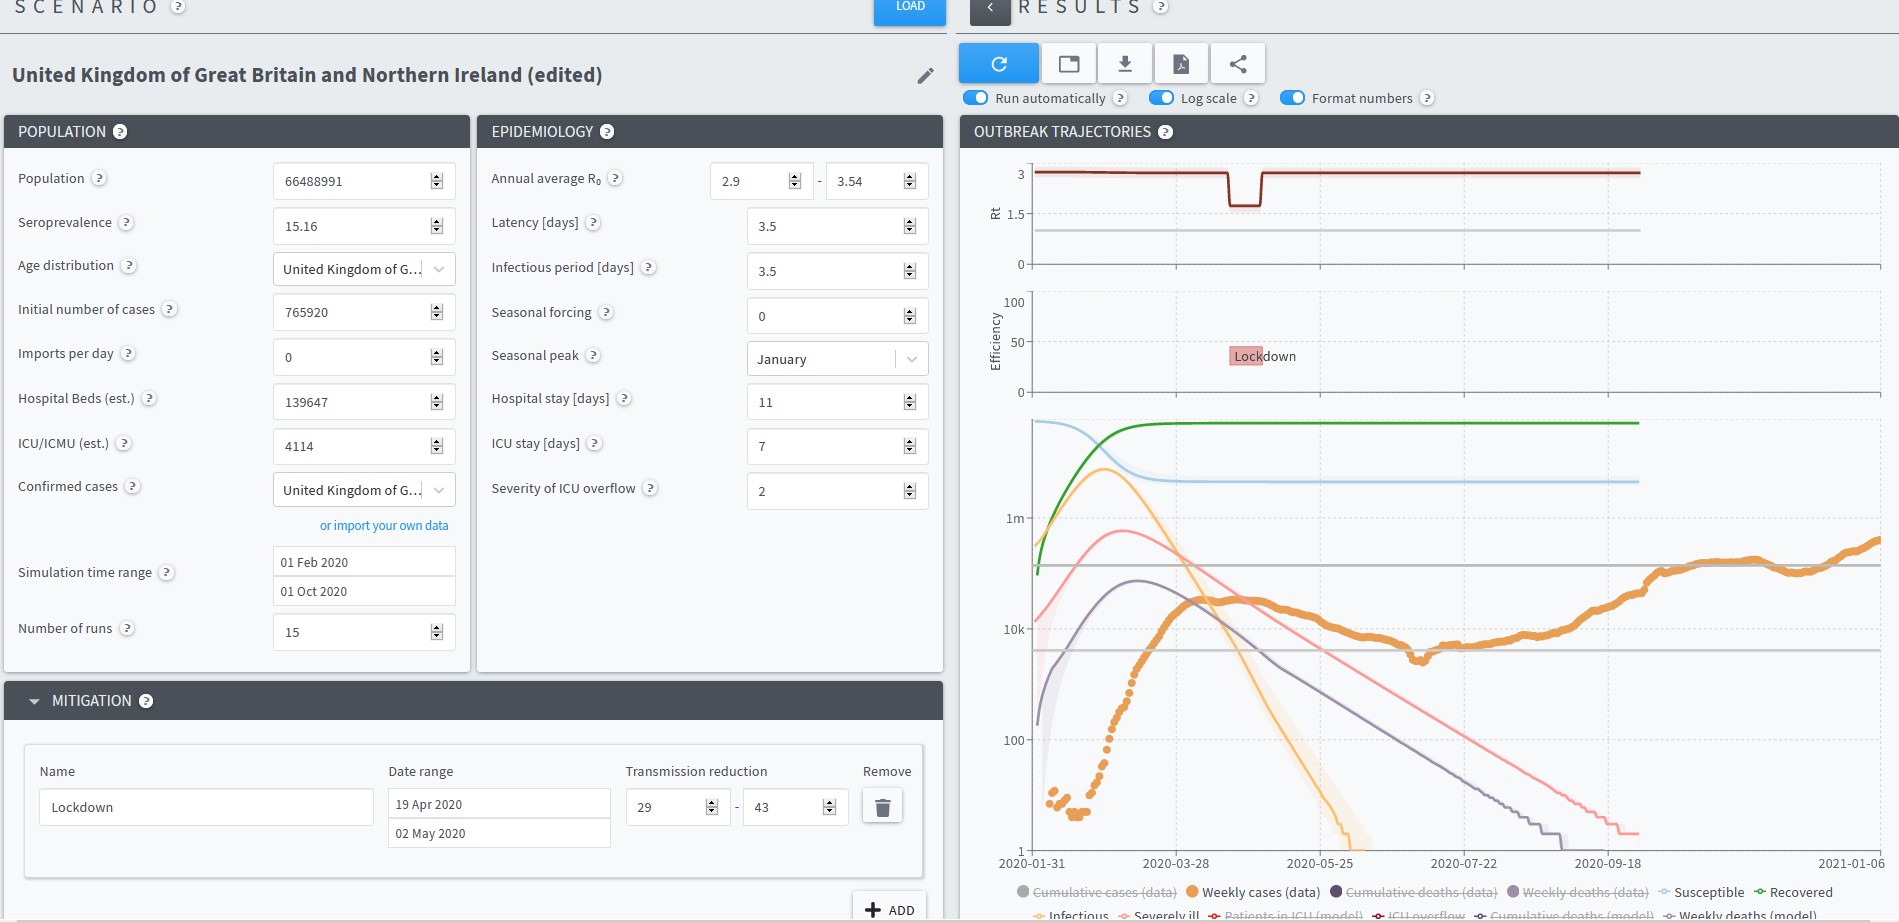 SCENARIO ?
LOAD
RESULTS ?
United Kingdom of Great Britain and Northern Ireland (edited)
Run automatically ? Log scale ? Format numbers ?
POPULATION ?
Population ? 66488991
Seroprevalence ? 15.16
Age distribution ? United Kingdom of G...
Initial number of cases ? 765920
Imports per day ? 0
Hospital Beds (est.) ? 139647
ICU/ICMU (est.) ? 4114
Confirmed cases ? United Kingdom of G...
or import your own data
Simulation time range ? 01 Feb 2020
01 Oct 2020
Number of runs ? 15
EPIDEMIOLOGY ?
Annual average R₀ ? 2.9 - 3.54
Latency [days] ? 3.5
Infectious period [days] ? 3.5
Seasonal forcing ? 0
Seasonal peak ? January
Hospital stay [days] ? 11
ICU stay [days] ? 7
Severity of ICU overflow ? 2
MITIGATION ?
Name Date range Transmission reduction Remove
Lockdown 19 Apr 2020 29 - 43
02 May 2020
ADD
OUTBREAK TRAJECTORIES ?
3
1.5
0
Rt
100
50
0
Efficiency
Lockdown
1m
10k
100
1
2020-01-31 2020-03-28 2020-05-25 2020-07-22 2020-09-18 2021-01-06
Cumulative cases (data) Weekly cases (data) Cumulative deaths (data) Weekly deaths (data) Susceptible Recovered
Infectious Severely ill Patients in ICU (model) ICU overflow Cumulative deaths (model) Weekly deaths (model)